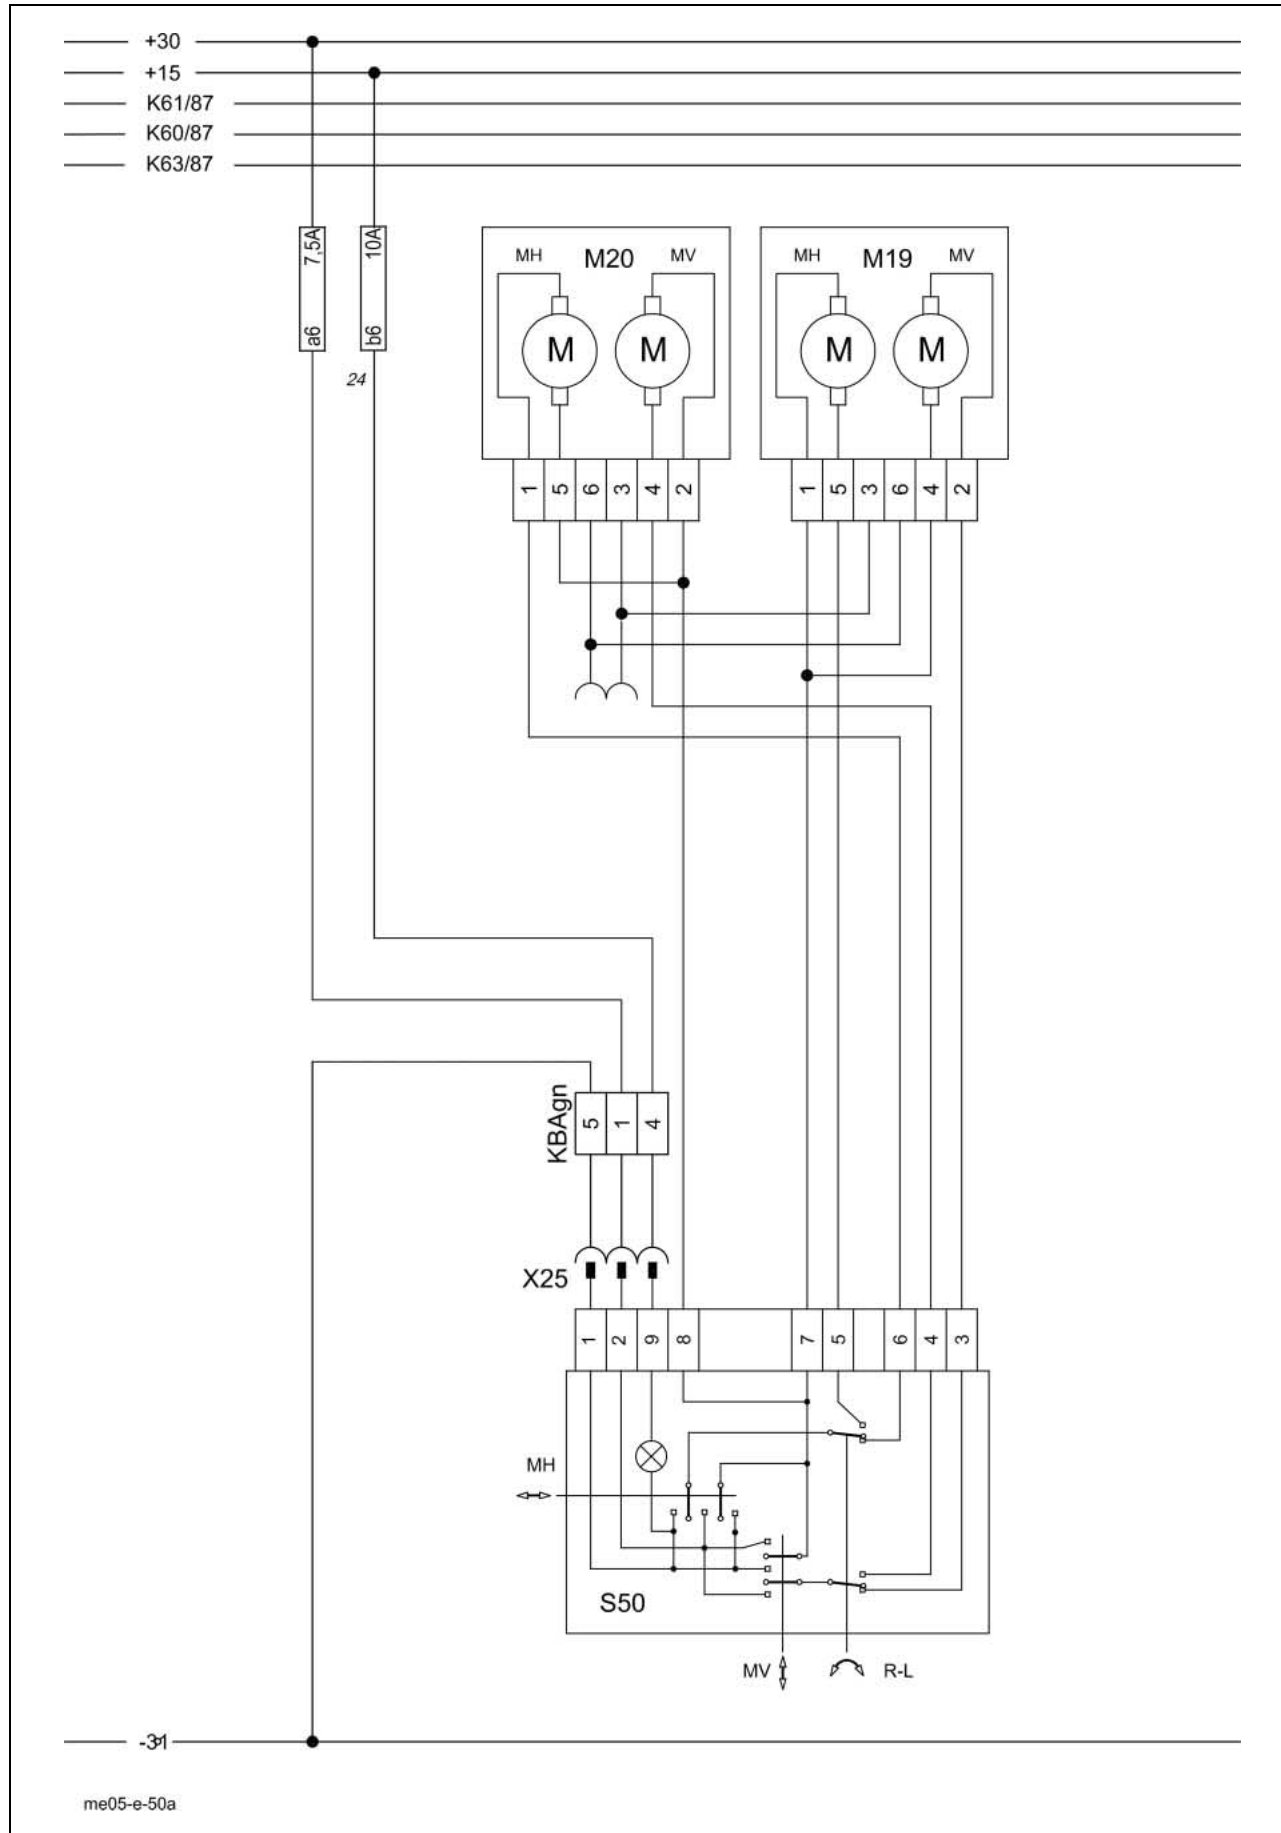 +30
+15
K61/87
K60/87
K63/87
7,5A
a6
10A
b6
24
MH M20 MV
M M
1 5 6 3 4 2
MH M19 MV
M M
1 5 3 6 4 2
KBAgn
5 1 4
X25
1 2 9 8 7 5 6 4 3
MH
S50
MV
R-L
-31
me05-e-50a